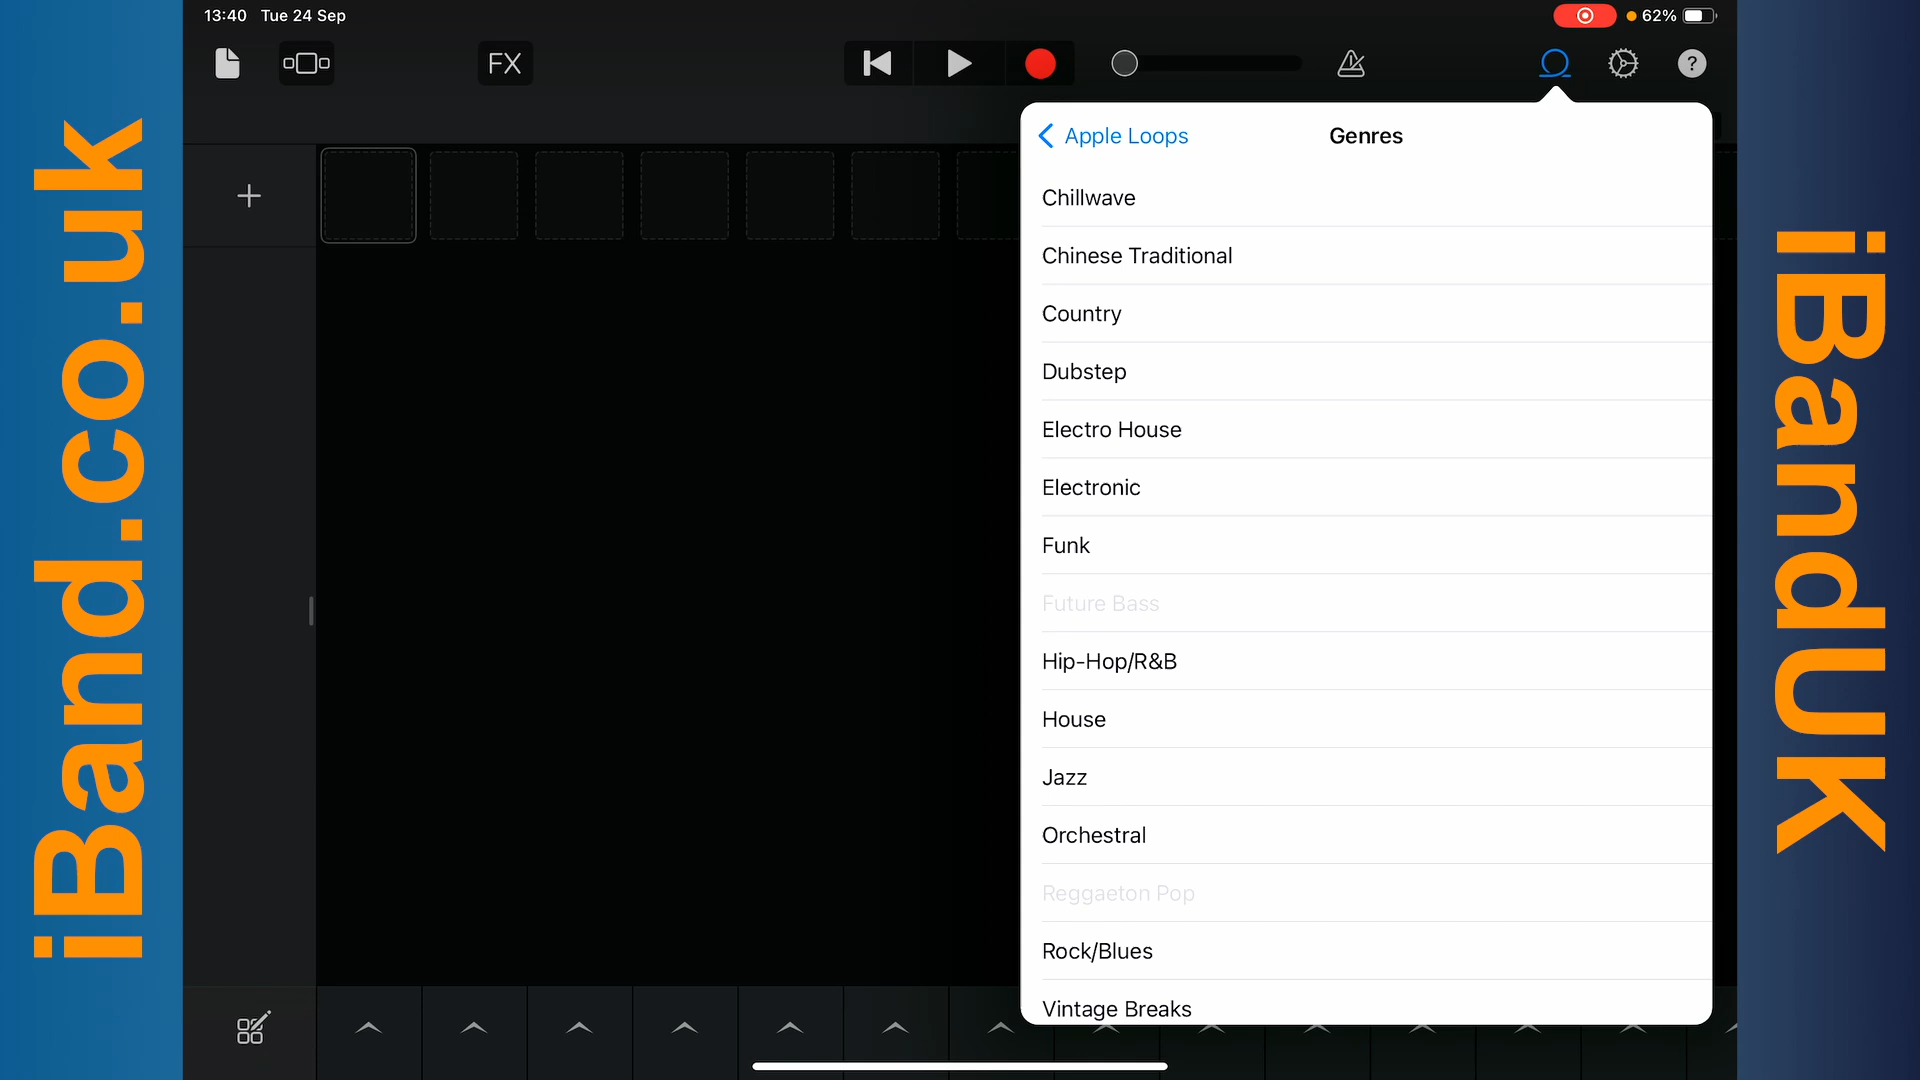 iBand.co.uk
13:40 Tue 24 Sep
62%
FX
?
Apple Loops
Genres
Chillwave
Chinese Traditional
Country
Dubstep
Electro House
Electronic
Funk
Future Bass
Hip-Hop/R&B
House
Jazz
Orchestral
Reggaeton Pop
Rock/Blues
Vintage Breaks
iBandUK